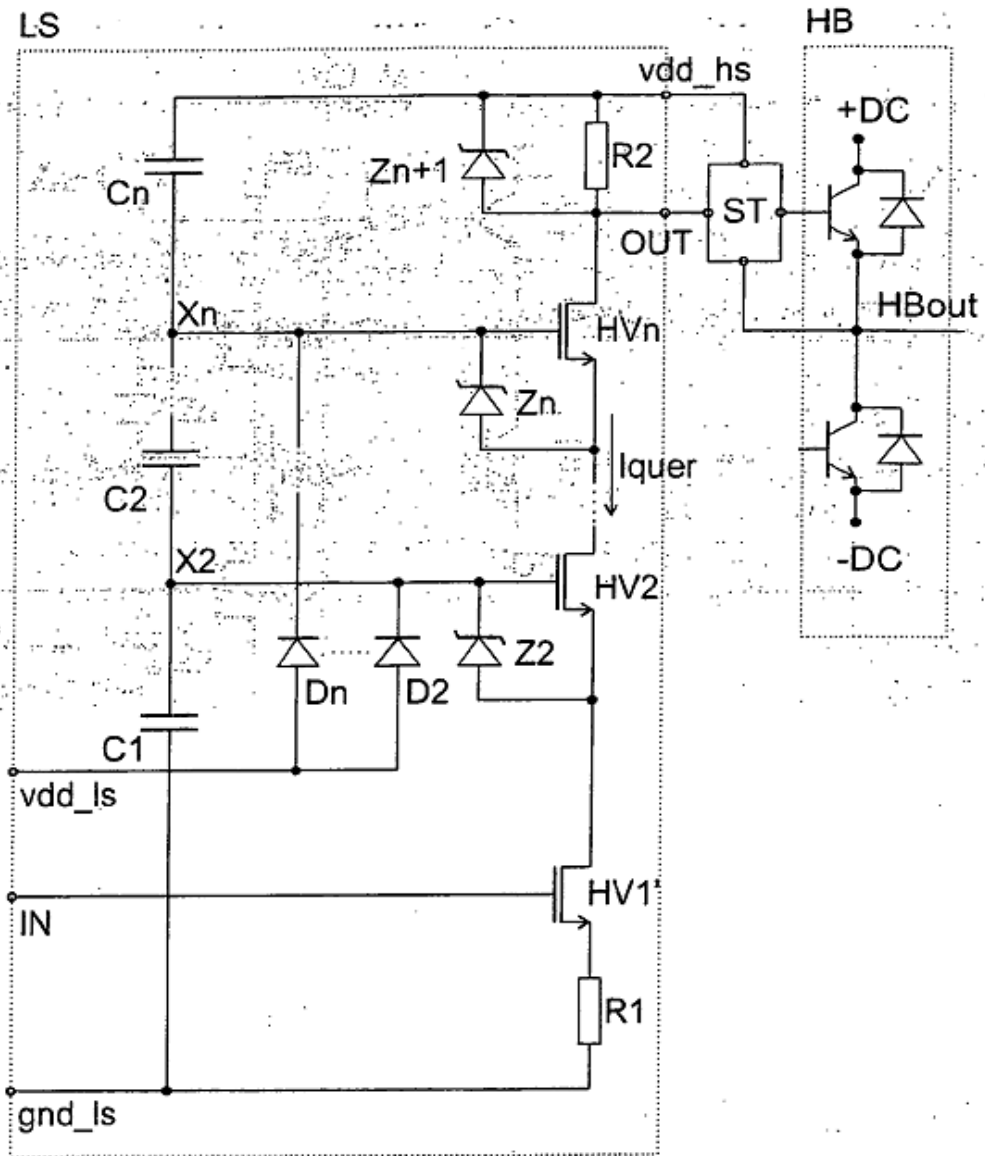 LS
HB
vdd_hs
+DC
Cn
Zn+1
R2
ST
OUT
Xn
HVn
HBout
Zn
C2
Iquer
X2
HV2
-DC
Dn
D2
Z2
C1
vdd_ls
IN
HV1'
R1
gnd_ls